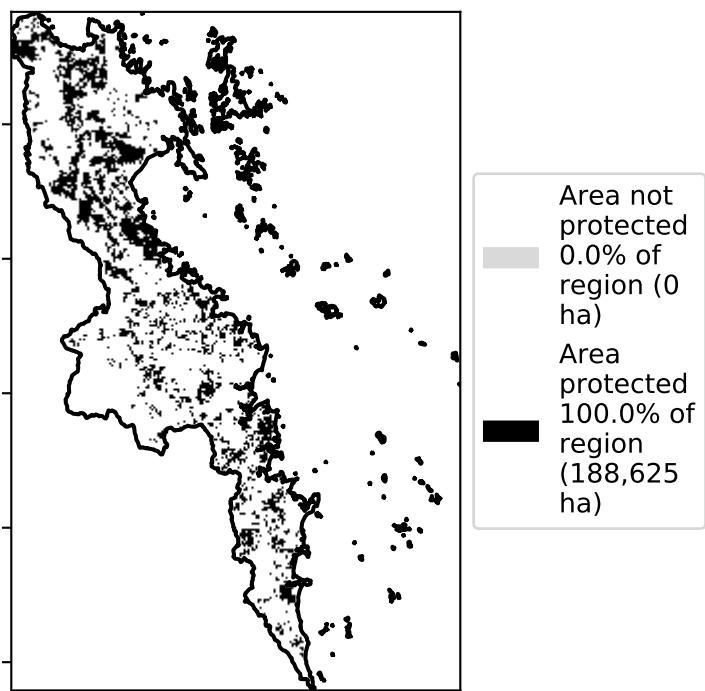 Area not
protected
0.0% of
region (0
ha)
Area
protected
100.0% of
region
(188,625
ha)